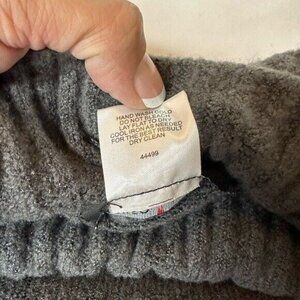 HAND WASH COLD
DO NOT BLEACH
LAY FLAT TO DRY
COOL IRON AS NEEDED
FOR THE BEST RESULT
DRY CLEAN
44499